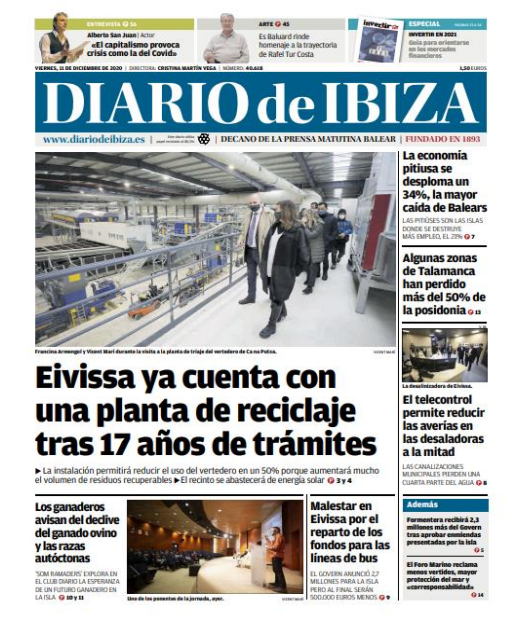 ENTREVISTA P 56
Alberto San Juan | Actor
«El capitalismo provoca
crisis como la del Covid»
ARTE P 45
Es Baluard rinde
homenaje a la trayectoria
de Rafel Tur Costa
invertir
ESPECIAL
INVERTIR EN 2021
Guía para orientarse
en los mercados
financieros
VIERNES, 11 DE DICIEMBRE DE 2020 | DIRECTORA: CRISTINA MARTÍN VEGA | NÚMERO: 40.618
1,50 EUROS
DIARIO de IBIZA
www.diariodeibiza.es | DECANO DE LA PRENSA MATUTINA BALEAR | FUNDADO EN 1893
La economía
pitiusa se
desploma un
34%, la mayor
caída de Balears
LAS PITIÜSES SON LAS ISLAS
DONDE SE DESTRUYE
MÁS EMPLEO, EL 23% P 7
Algunas zonas
de Talamanca
han perdido
más del 50% de
la posidonia P 13
La desalinizadora de Eivissa.
El telecontrol
permite reducir
las averías en
las desaladoras
a la mitad
LAS CANALIZACIONES
MUNICIPALES PIERDEN UNA
CUARTA PARTE DEL AGUA P 8
Francina Armengol y Vicent Marí durante la visita a la planta de triaje del vertedero de Ca na Putxa.
VICENT MARÍ
Eivissa ya cuenta con
una planta de reciclaje
tras 17 años de trámites
▶ La instalación permitirá reducir el uso del vertedero en un 50% porque aumentará mucho
el volumen de residuos recuperables ▶ El recinto se abastecerá de energía solar P 3 y 4
Los ganaderos
avisan del declive
del ganado ovino
y las razas
autóctonas
'SOM RAMADERS' EXPLORA EN
EL CLUB DIARIO LA ESPERANZA
DE UN FUTURO GANADERO EN
LA ISLA P 10 y 11
Uno de los ponentes de la jornada, ayer.
VICENT MARÍ
Malestar en
Eivissa por el
reparto de los
fondos para las
líneas de bus
EL GOVERN ANUNCIÓ 2,7
MILLONES PARA LA ISLA
PERO AL FINAL SERÁN
500.000 EUROS MENOS P 9
Además
Formentera recibirá 2,3
millones más del Govern
tras aprobar enmiendas
presentadas por la isla
P 5
El Foro Marino reclama
menos vertidos, mayor
protección del mar y
«corresponsabilidad»
P 14